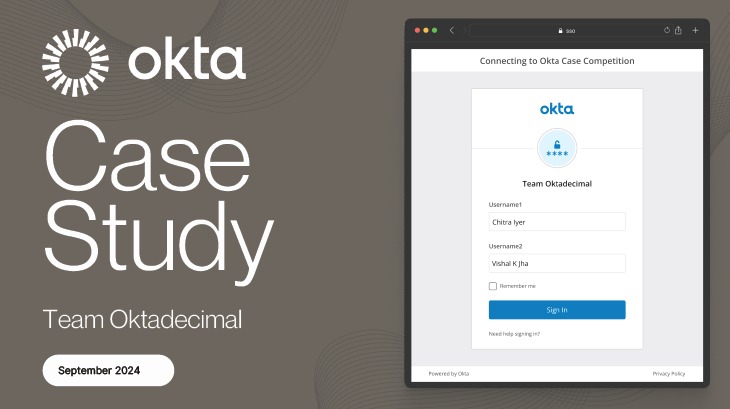 okta
Case
Study
Team Oktadecimal
September 2024
sso
Connecting to Okta Case Competition
okta
****
Team Oktadecimal
Username1
Chitra Iyer
Username2
Vishal K Jha
Remember me
Sign In
Need help signing in?
Powered by Okta
Privacy Policy